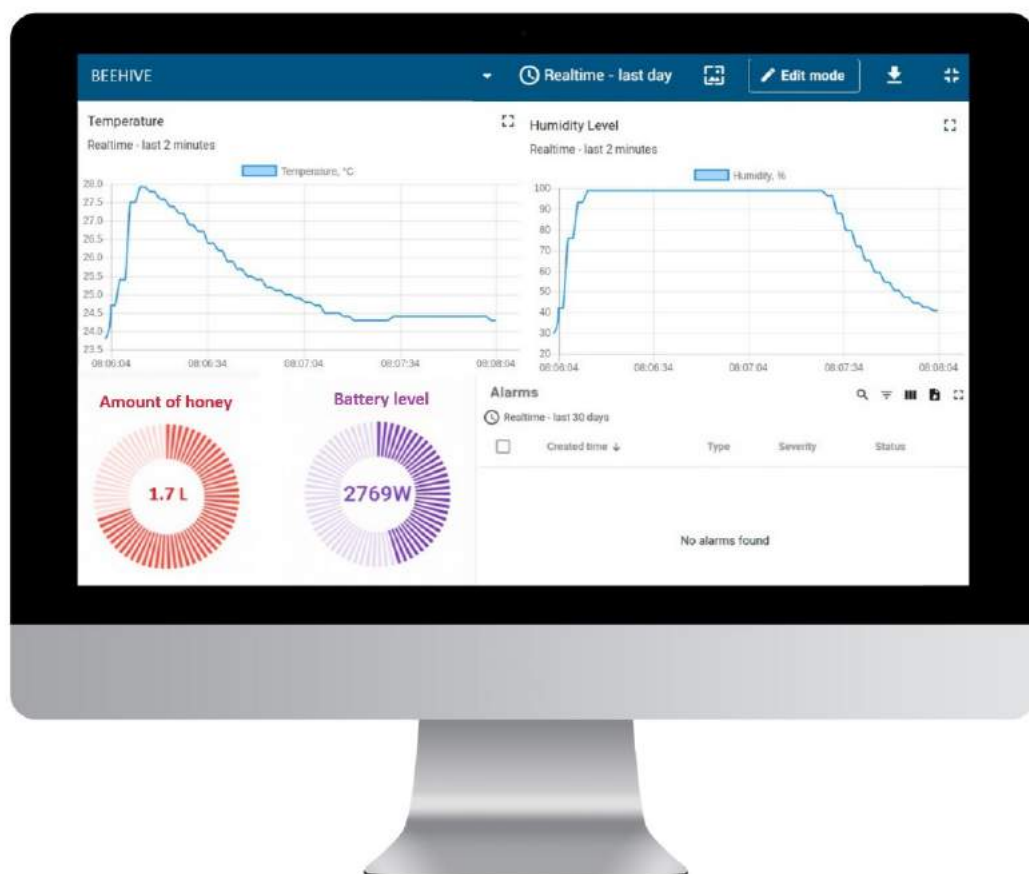 BEEHIVE
Realtime - last day
Edit mode
Temperature
Realtime - last 2 minutes
Temperature, °C
28.0
27.5
27.0
26.5
26.0
25.5
25.0
24.5
24.0
23.5
08:06:04
08:06:34
08:07:04
08:07:34
08:08:04
Humidity Level
Realtime - last 2 minutes
Humidity, %
100
90
80
70
60
50
40
30
20
08:06:04
08:06:34
08:07:04
08:07:34
08:08:04
Amount of honey
1.7 L
Battery level
2769W
Alarms
Realtime - last 30 days
Created time Type Severity Status
No alarms found